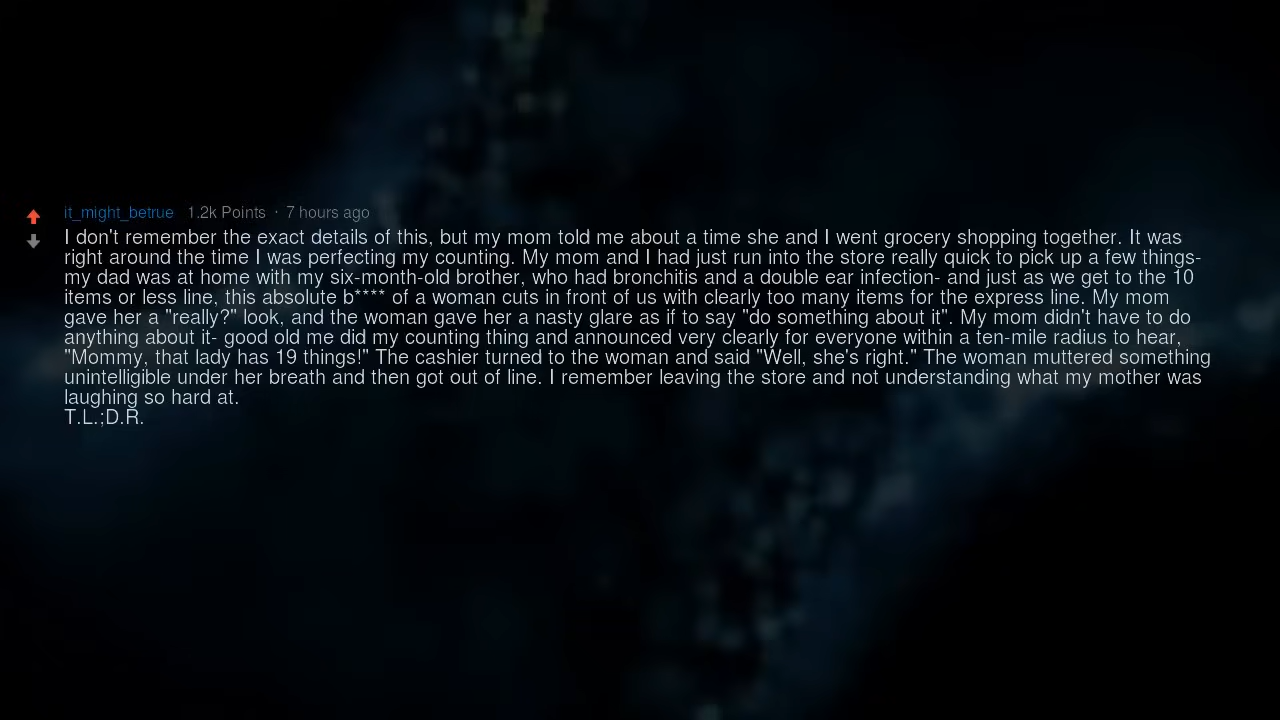 it_might_betrue 1.2k Points · 7 hours ago
I don't remember the exact details of this, but my mom told me about a time she and I went grocery shopping together. It was
right around the time I was perfecting my counting. My mom and I had just run into the store really quick to pick up a few things-
my dad was at home with my six-month-old brother, who had bronchitis and a double ear infection- and just as we get to the 10
items or less line, this absolute b**** of a woman cuts in front of us with clearly too many items for the express line. My mom
gave her a "really?" look, and the woman gave her a nasty glare as if to say "do something about it". My mom didn't have to do
anything about it- good old me did my counting thing and announced very clearly for everyone within a ten-mile radius to hear,
"Mommy, that lady has 19 things!" The cashier turned to the woman and said "Well, she's right." The woman muttered something
unintelligible under her breath and then got out of line. I remember leaving the store and not understanding what my mother was
laughing so hard at.
T.L.;D.R.